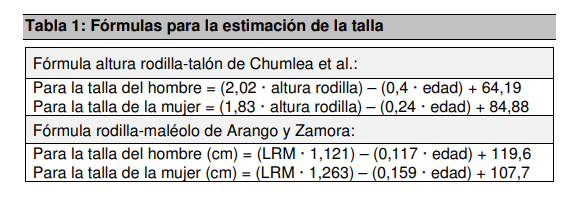 Tabla 1: Fórmulas para la estimación de la talla
Fórmula altura rodilla-talón de Chumlea et al.:
Para la talla del hombre = (2,02 · altura rodilla) – (0,4 · edad) + 64,19
Para la talla de la mujer = (1,83 · altura rodilla) – (0,24 · edad) + 84,88
Fórmula rodilla-maléolo de Arango y Zamora:
Para la talla del hombre (cm) = (LRM · 1,121) – (0,117 · edad) + 119,6
Para la talla de la mujer (cm) = (LRM · 1,263) – (0,159 · edad) + 107,7